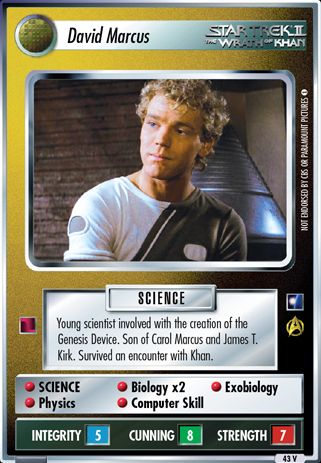 David Marcus
STAR TREK II
THE WRATH OF KHAN
NOT ENDORSED BY CBS OR PARAMOUNT PICTURES
SCIENCE
Young scientist involved with the creation of the
Genesis Device. Son of Carol Marcus and James T.
Kirk. Survived an encounter with Khan.
SCIENCE Biology x2 Exobiology
Physics Computer Skill
INTEGRITY 5 CUNNING 8 STRENGTH 7
43 V